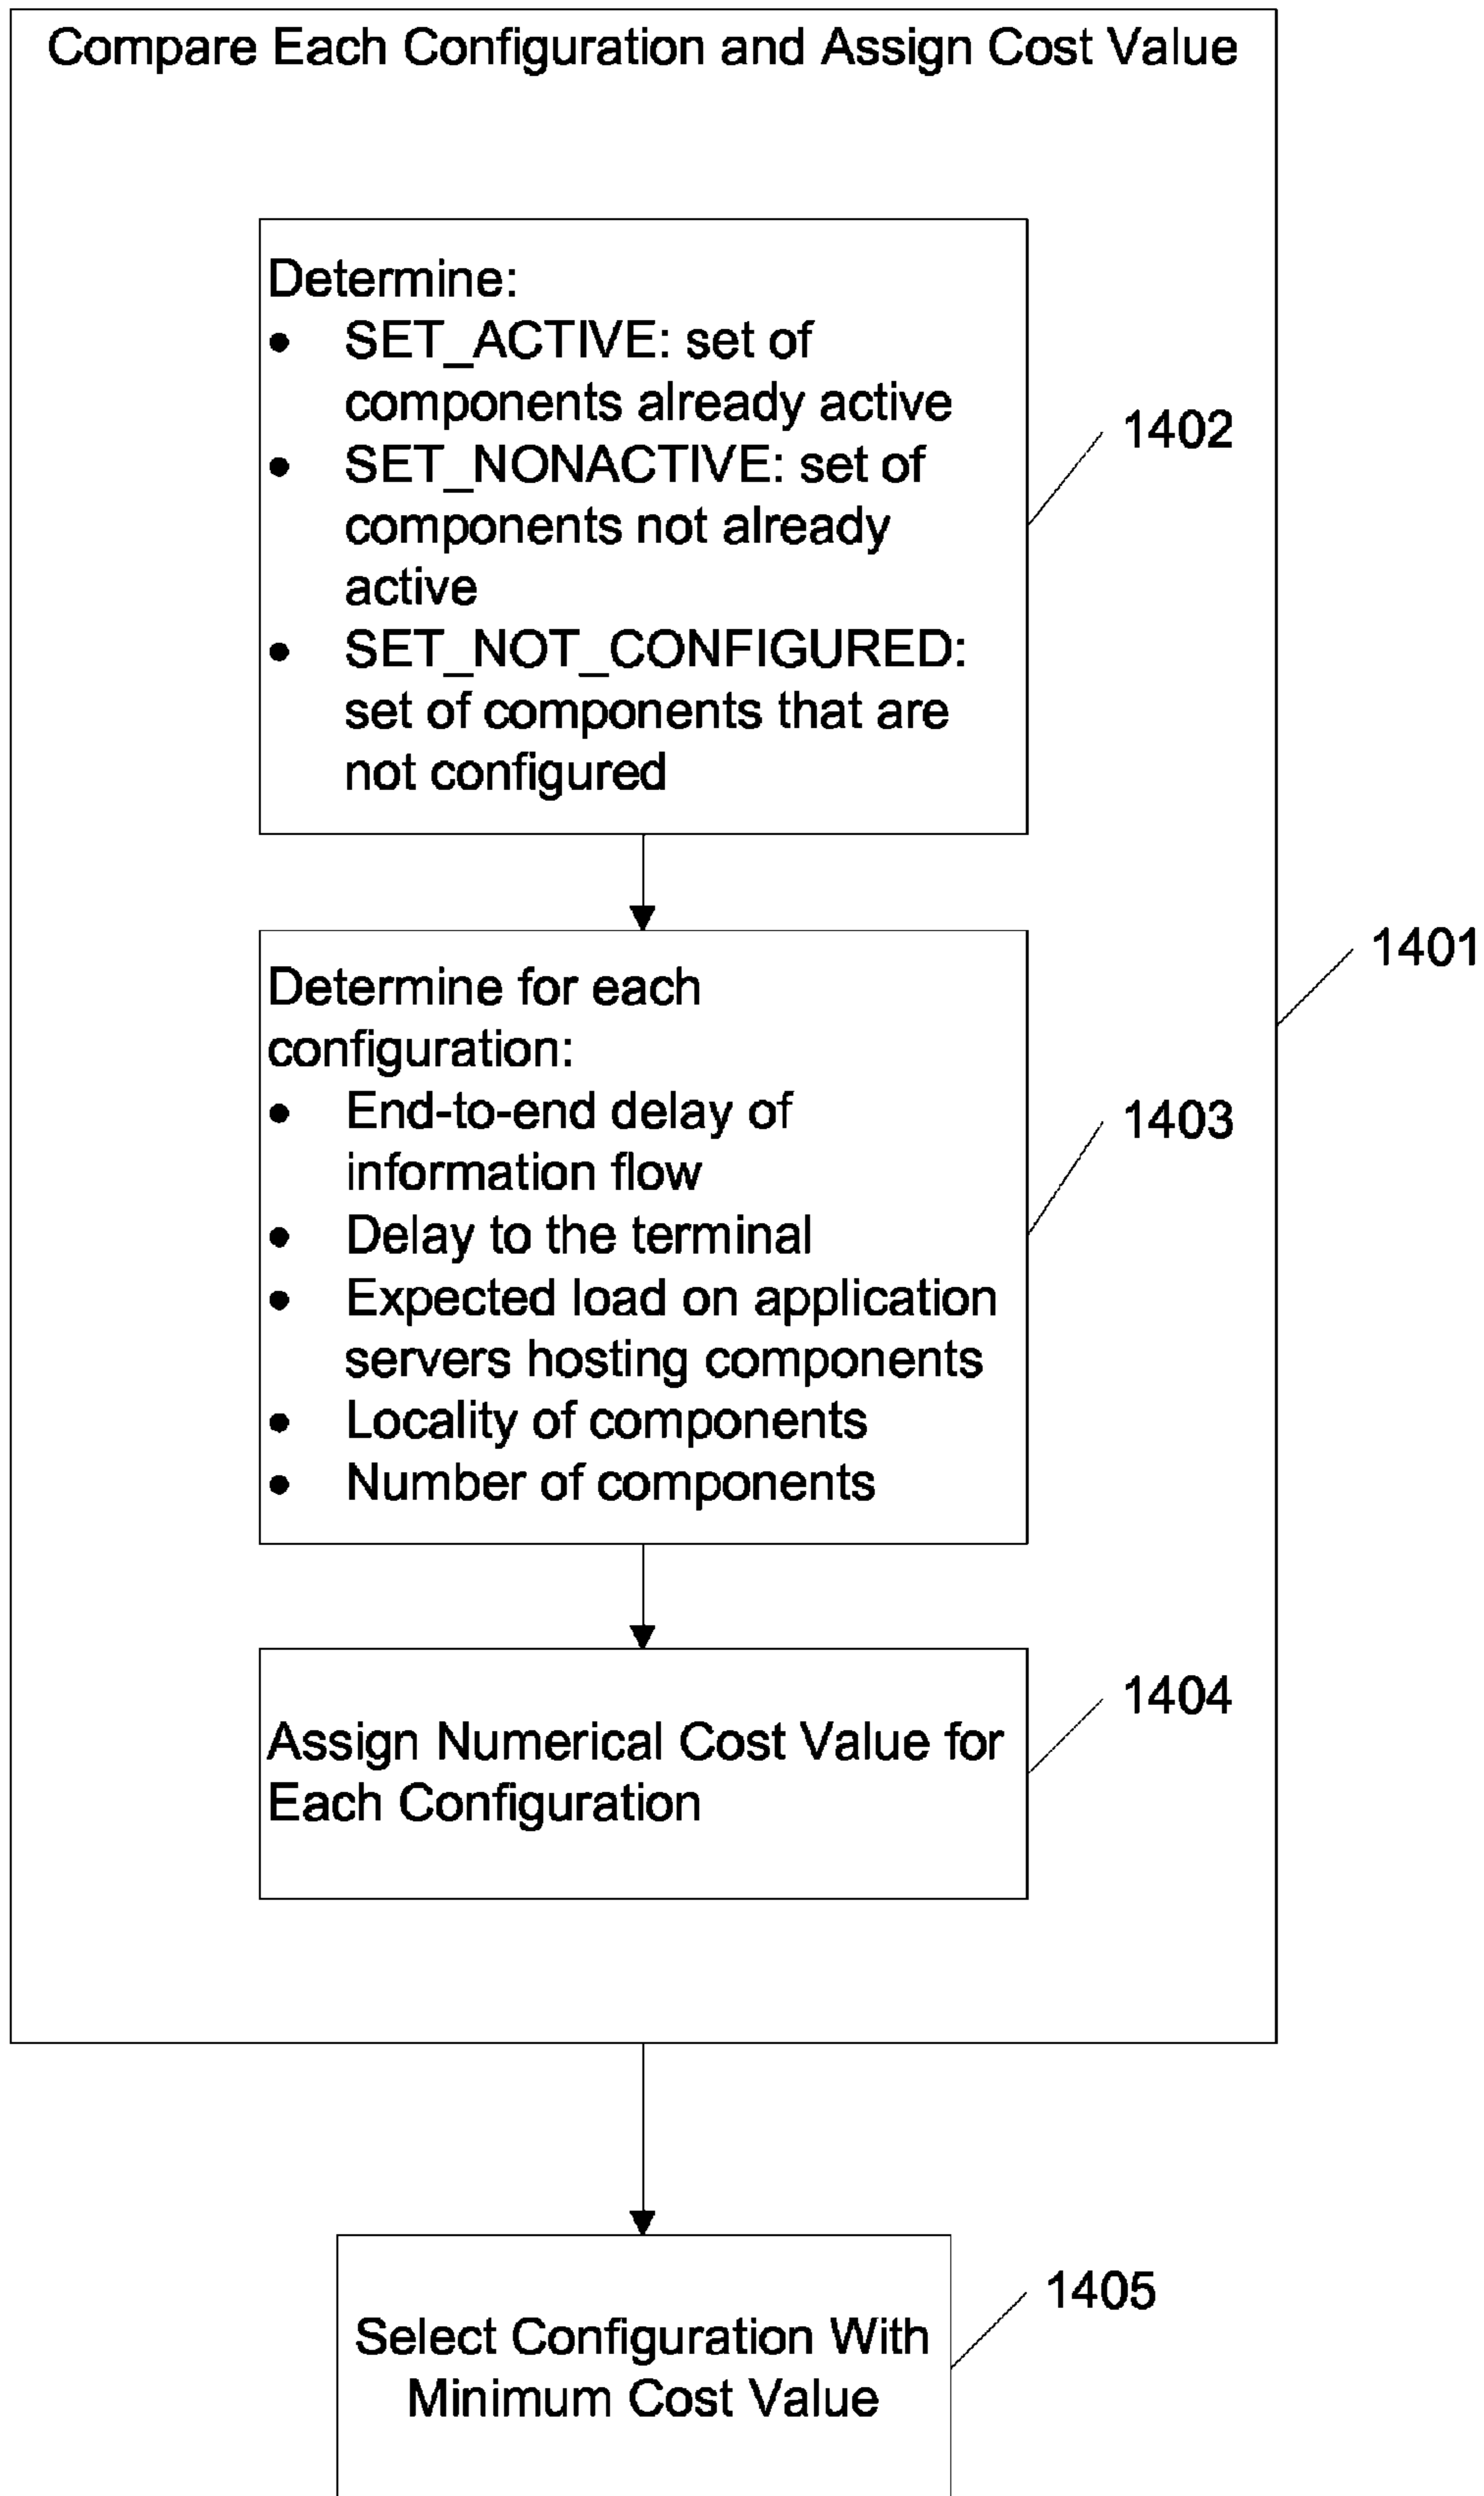 Compare Each Configuration and Assign Cost Value
Determine:
● SET_ACTIVE: set of
components already active
● SET_NONACTIVE: set of
components not already
active
● SET_NOT_CONFIGURED:
set of components that are
not configured
1402
1401
Determine for each
configuration:
● End-to-end delay of
information flow
● Delay to the terminal
● Expected load on application
servers hosting components
● Locality of components
● Number of components
1403
Assign Numerical Cost Value for
Each Configuration
1404
Select Configuration With
Minimum Cost Value
1405